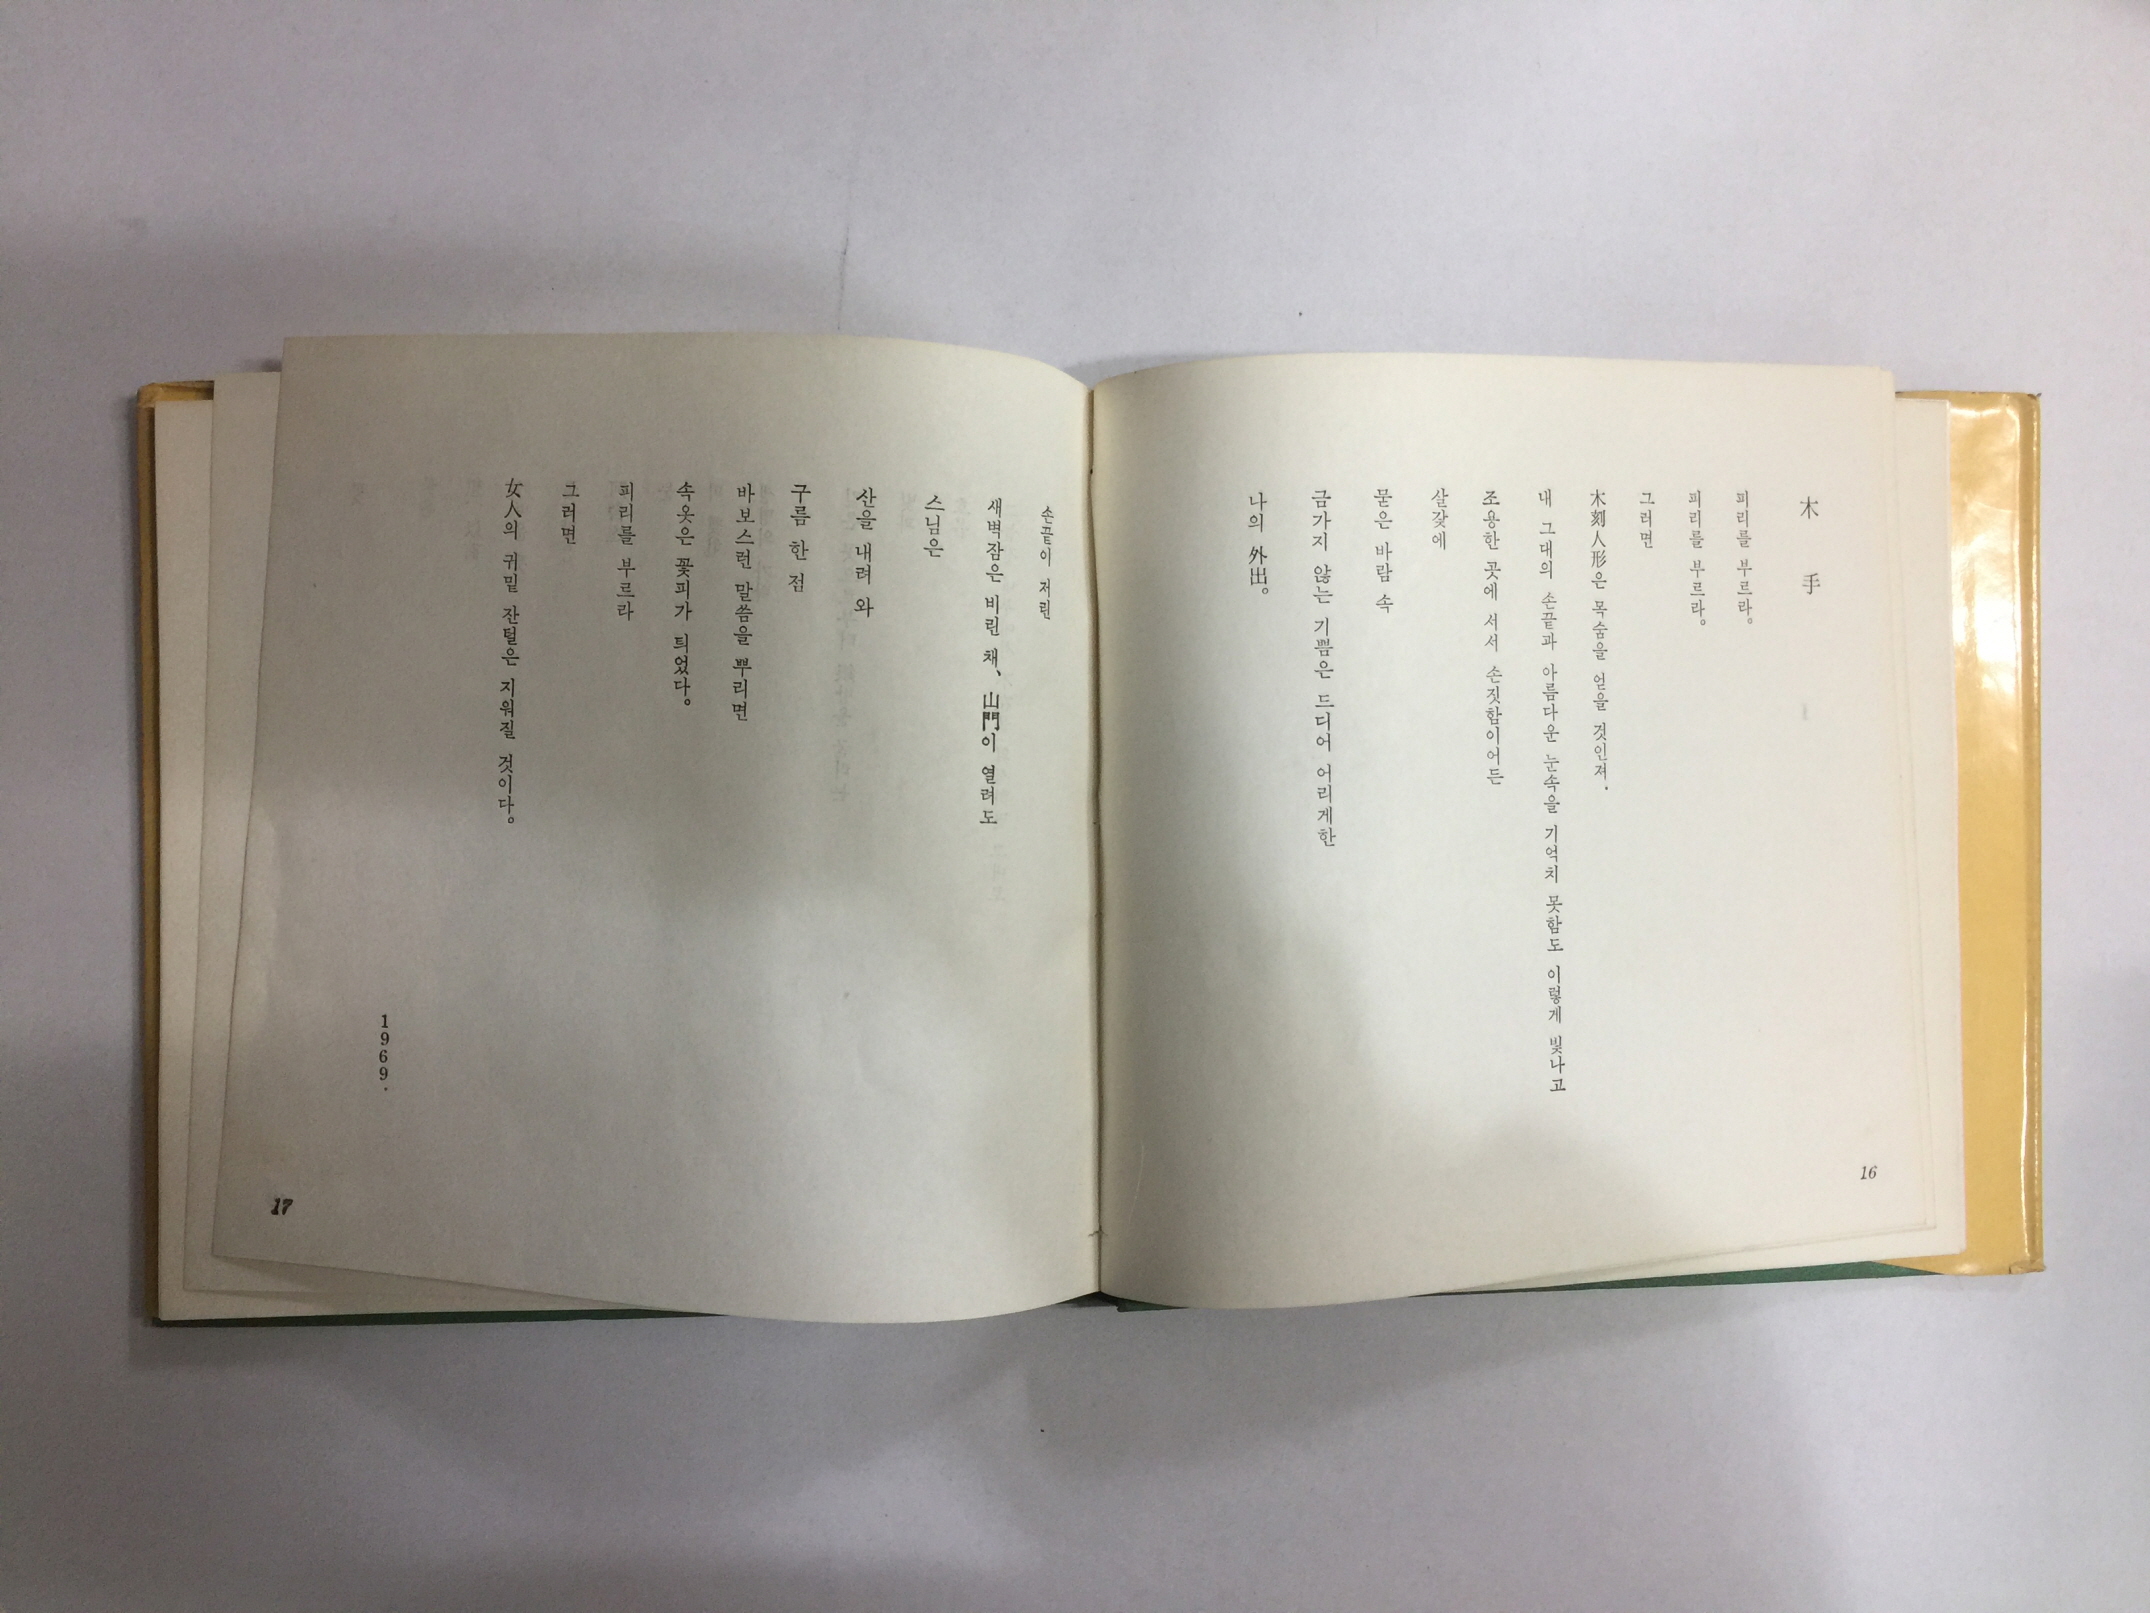 木手
피리를 부르라。
피리를 부르라。
그러면
木刻人形은 목숨을 얻을 것인져.
내 그대의 손끝과 아름다운 눈속을 기억치 못함도 이렇게 빛나고
조용한 곳에 서서 손짓함이어든
살갗에
묻은 바람 속
금가지 않는 기쁨은 드디어 어리게한
나의 外出。
16
손끝이 저린
새벽잠은 비린 채、山門이 열려도
스님은
산을 내려 와
구름 한 점
바보스런 말씀을 뿌리면
속옷은 꽃피가 틔었다。
피리를 부르라
그러면
女人의 귀밑 잔털은 지워질 것이다。
1969.
17